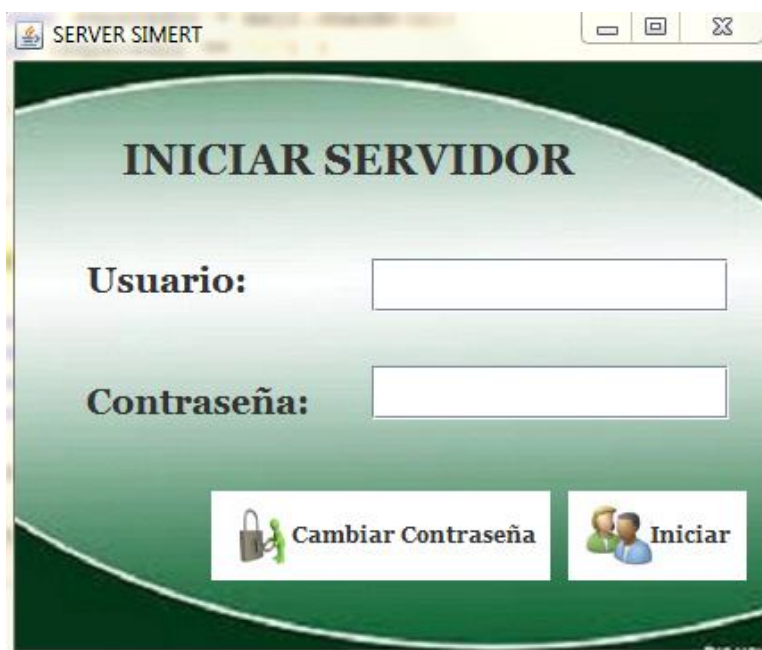 SERVER SIMERT
INICIAR SERVIDOR
Usuario:
Contraseña:
Cambiar Contraseña
Iniciar